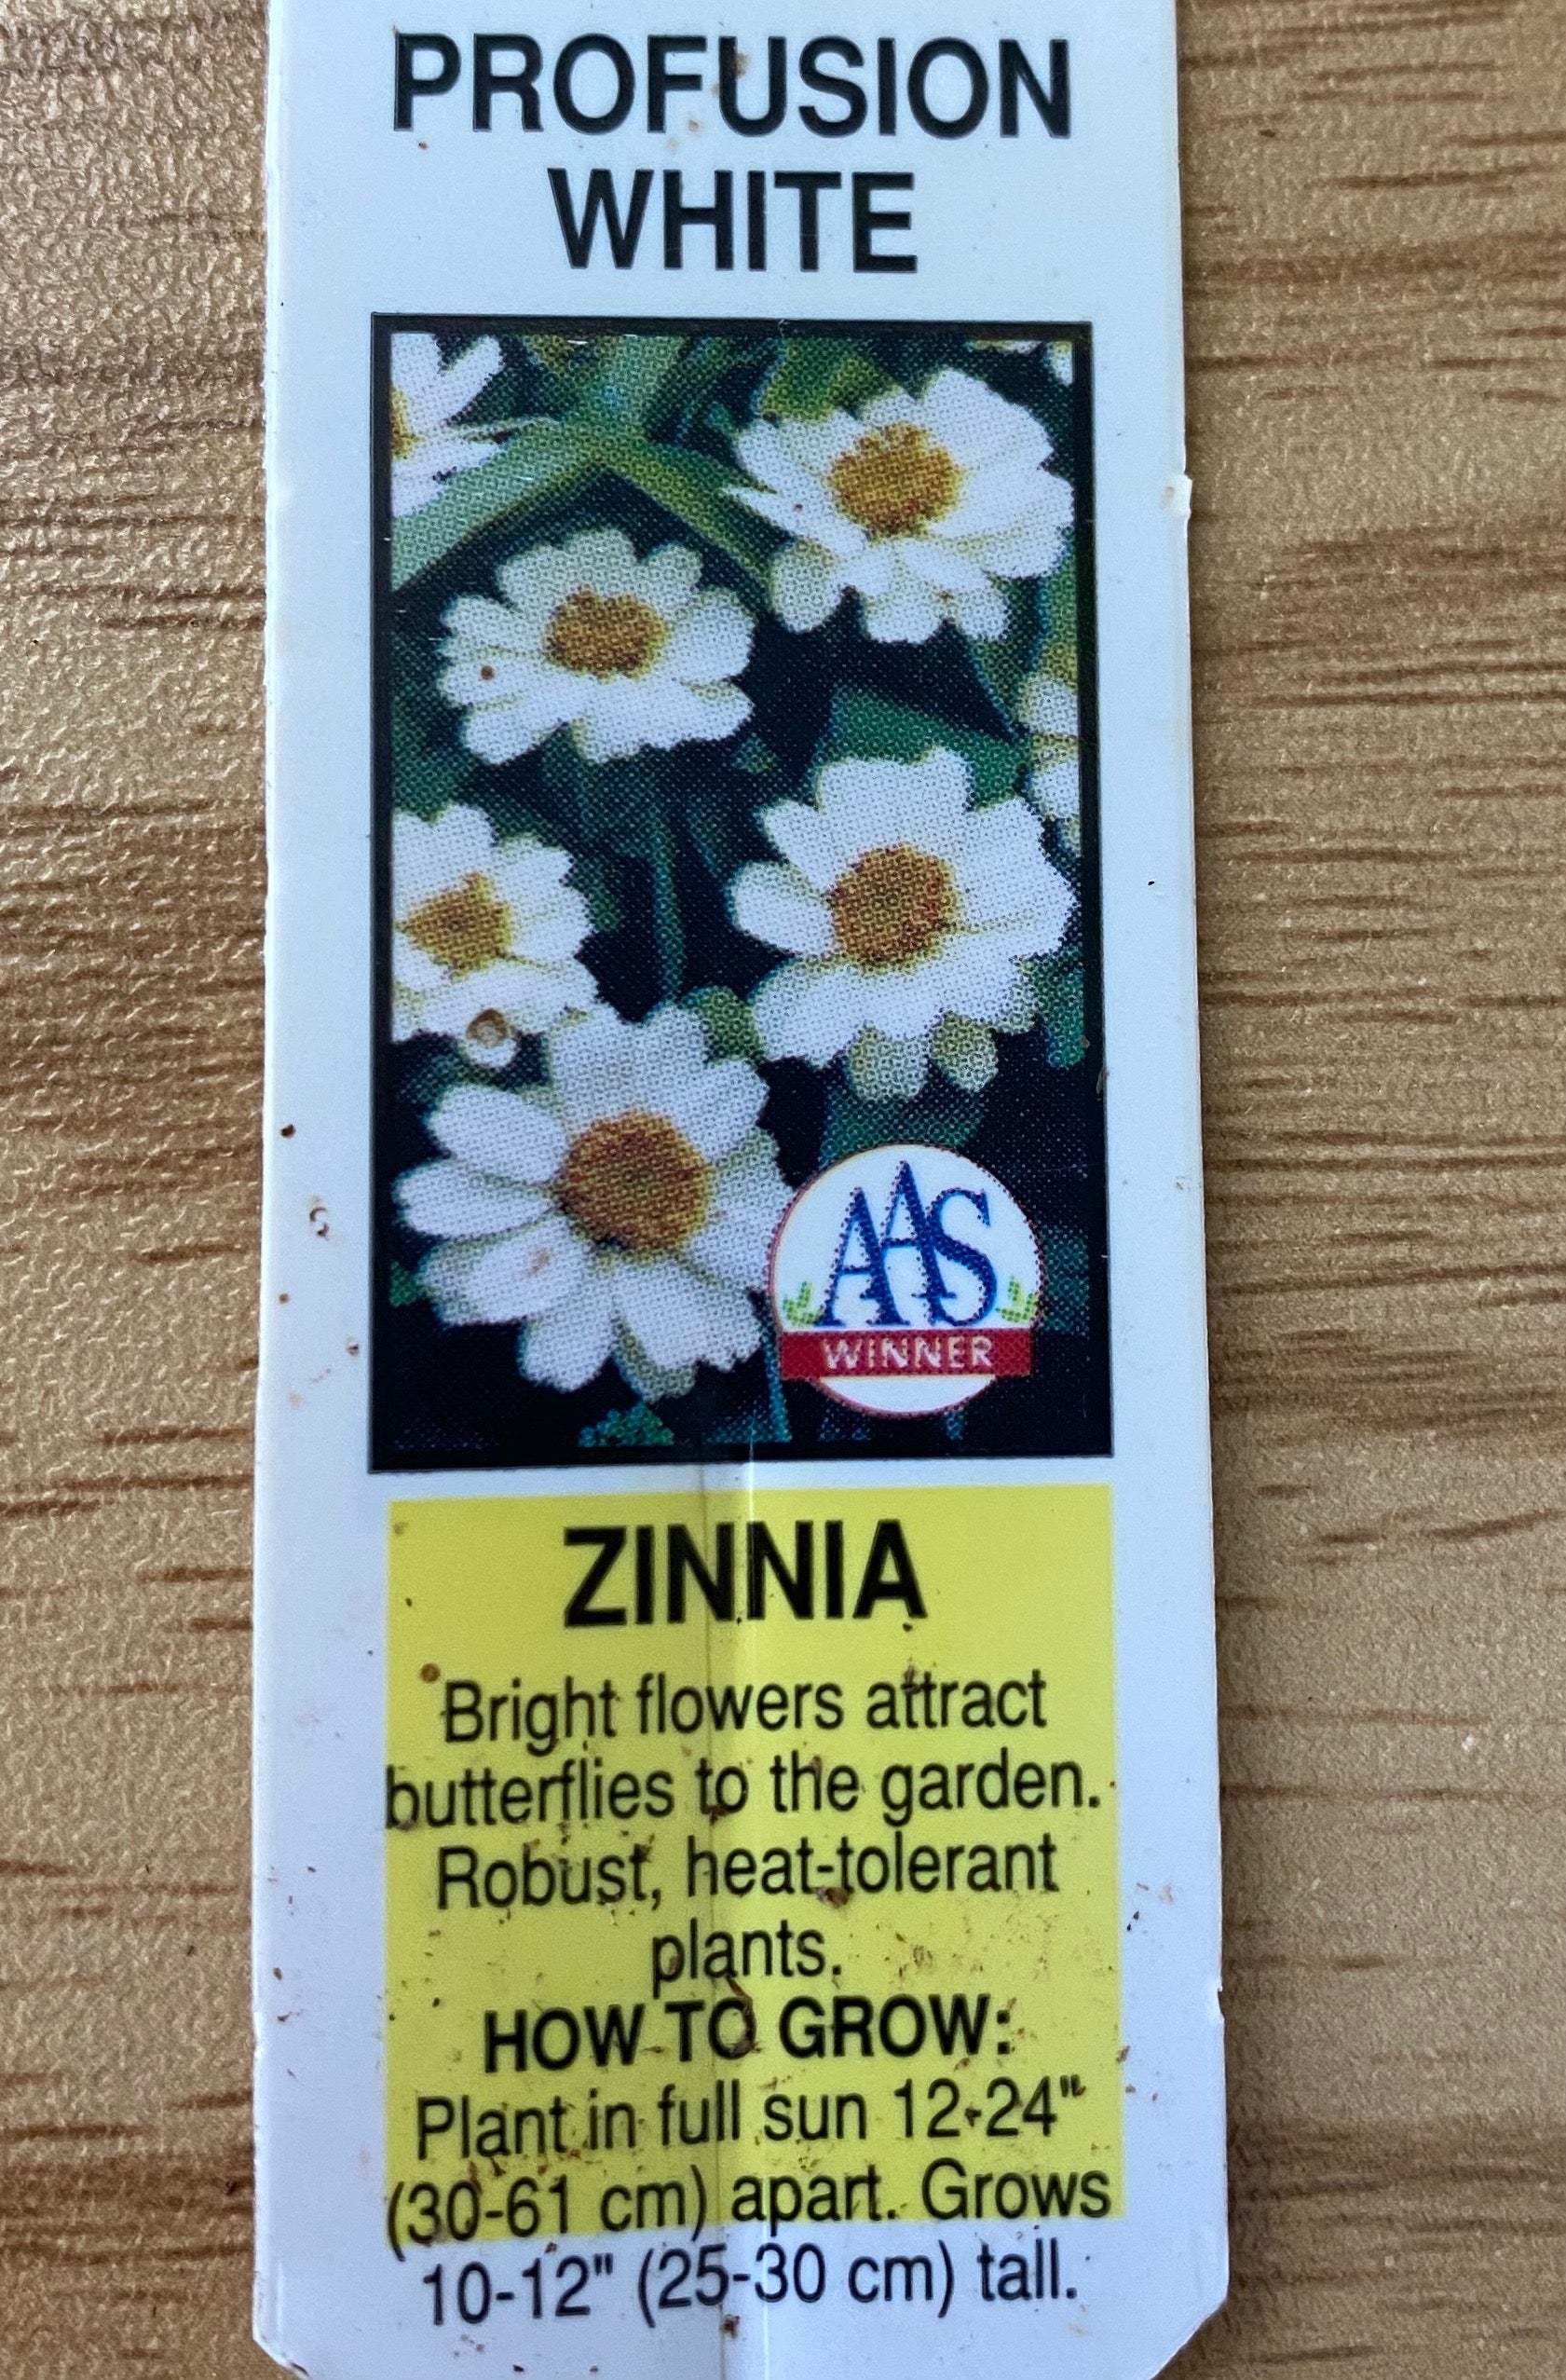 PROFUSION
WHITE
AAS
WINNER
ZINNIA
Bright flowers attract
butterflies to the garden.
Robust, heat-tolerant
plants.
HOW TO GROW:
Plant in full sun 12-24"
(30-61 cm) apart. Grows
10-12" (25-30 cm) tall.